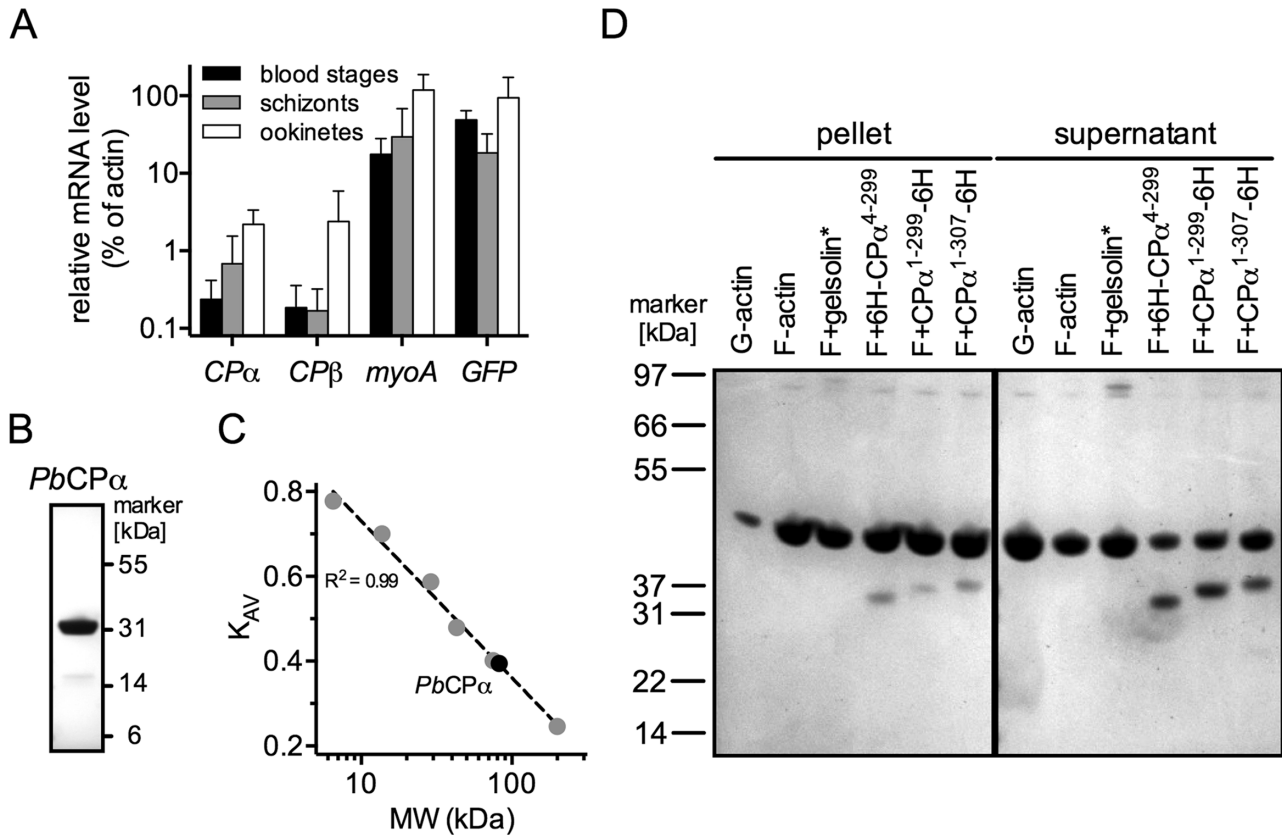 A
relative mRNA level
(% of actin)
100
10
1
0.1
blood stages
schizonts
ookinetes
CPα
CPβ
myoA
GFP
B
PbCPα
marker
[kDa]
55
31
14
6
C
K_AV
0.8
0.6
0.4
0.2
R² = 0.99
PbCPα
10
100
MW (kDa)
D
pellet
supernatant
marker
[kDa]
G-actin
F-actin
F+gelsolin*
F+6H-CPα⁴⁻²⁹⁹
F+CPα¹⁻²⁹⁹-6H
F+CPα¹⁻³⁰⁷-6H
G-actin
F-actin
F+gelsolin*
F+6H-CPα⁴⁻²⁹⁹
F+CPα¹⁻²⁹⁹-6H
F+CPα¹⁻³⁰⁷-6H
97
66
55
37
31
22
14